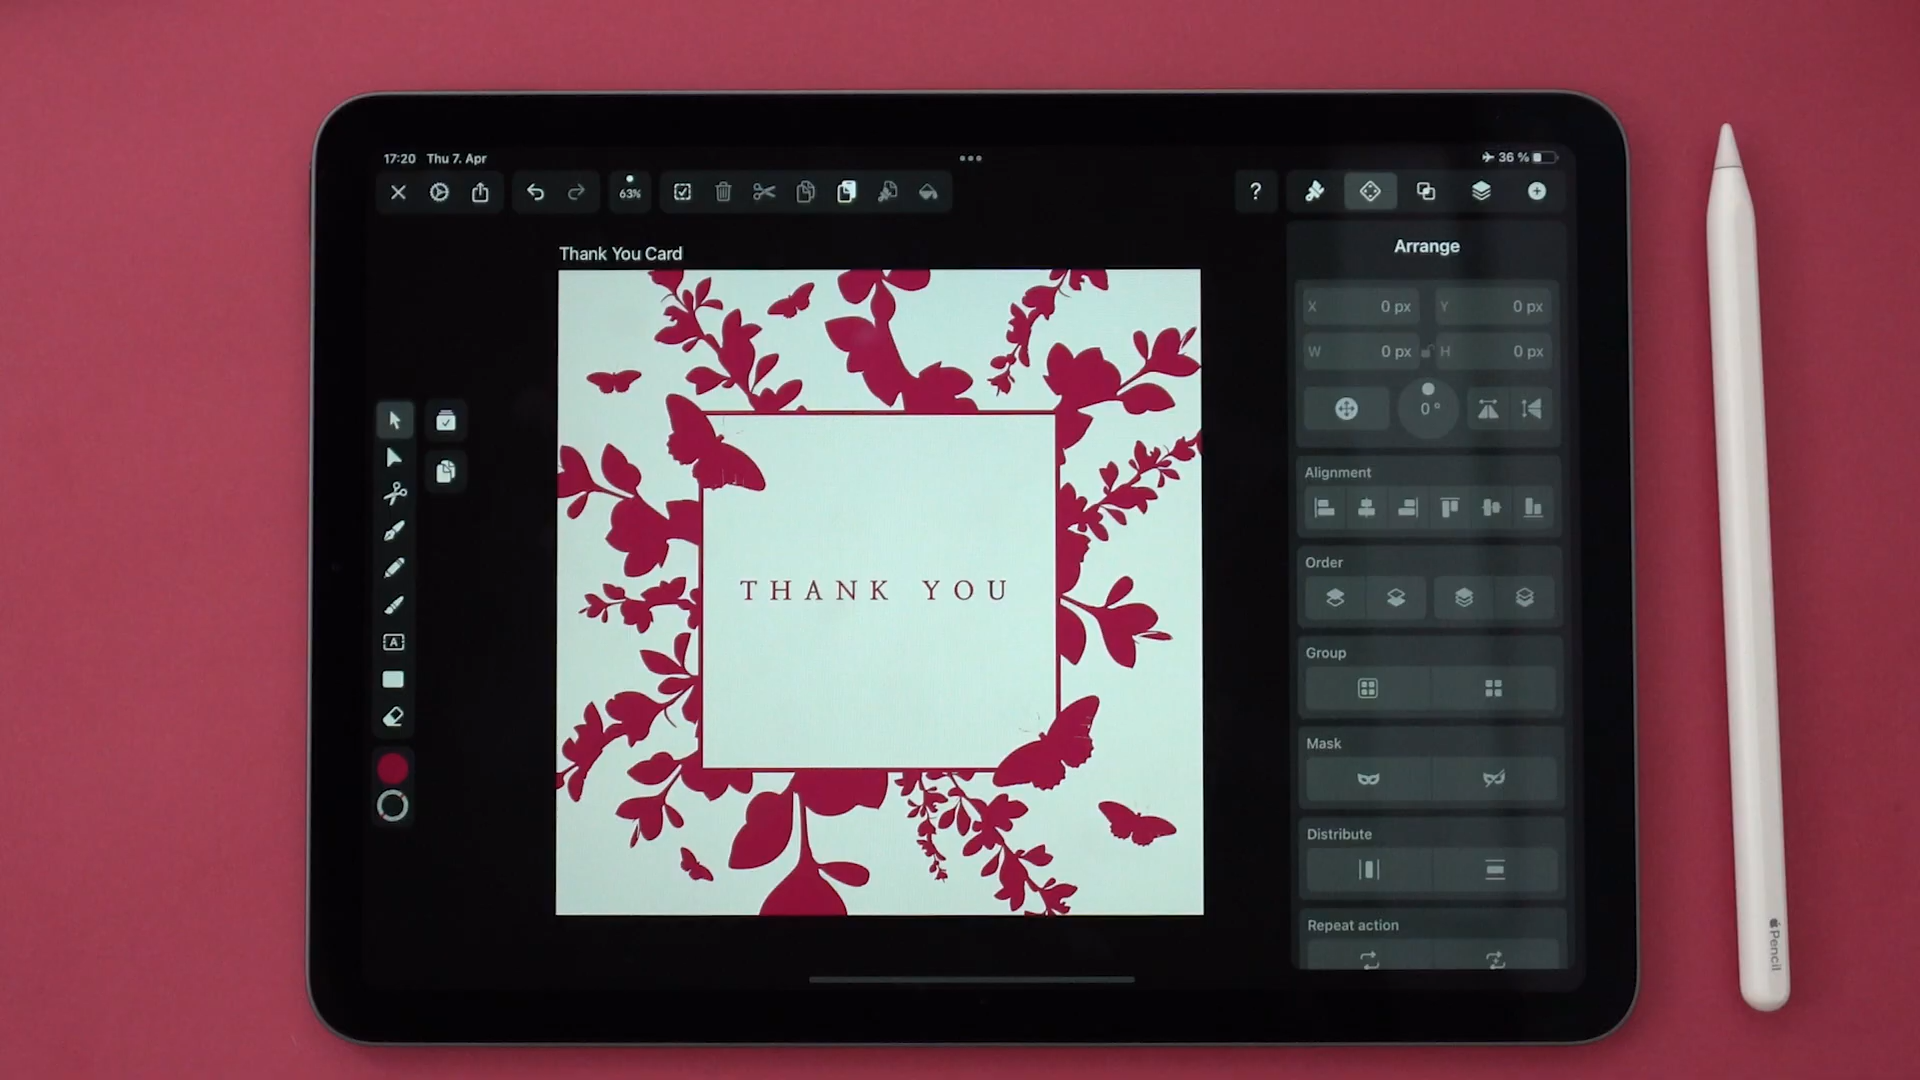 17:20 Thu 7. Apr
36 %
63%
?
Thank You Card
Arrange
X 0 px Y 0 px
W 0 px H 0 px
0 °
Alignment
A
THANK YOU
Order
Group
Mask
Distribute
Repeat action
Pencil